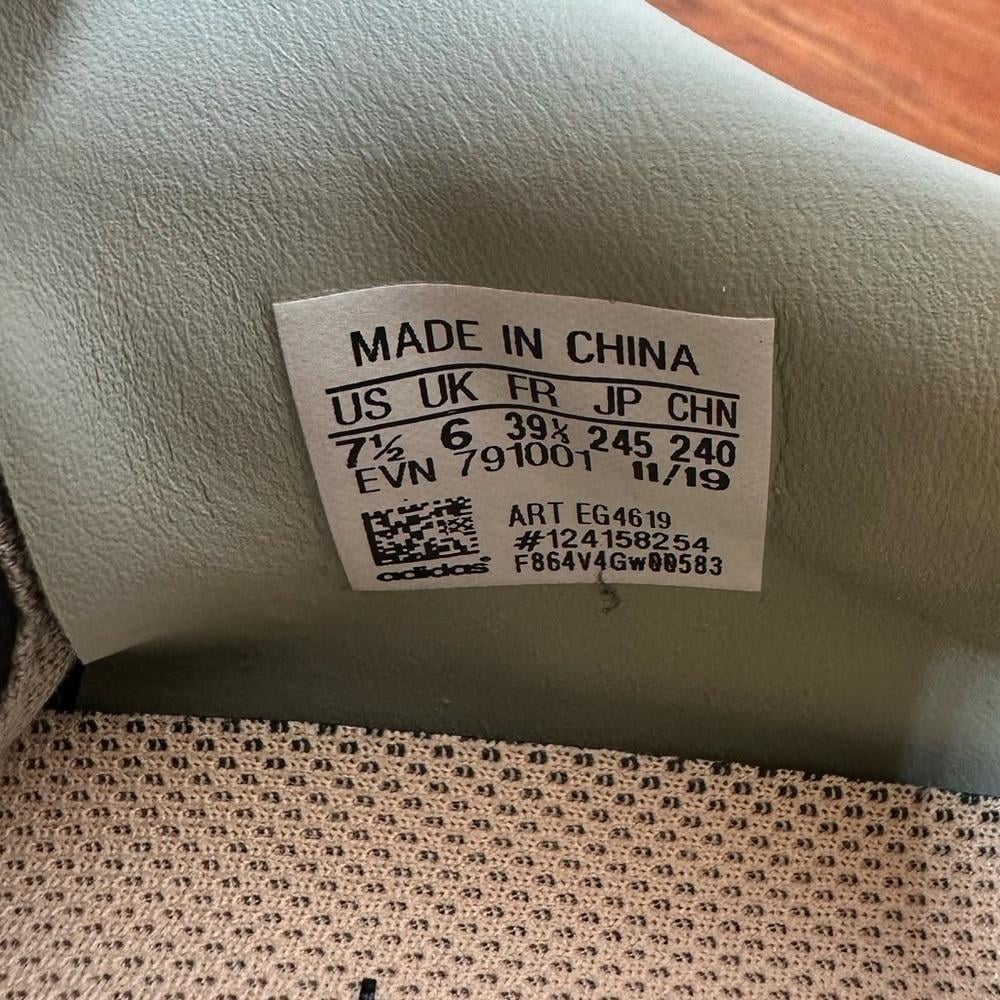 MADE IN CHINA
US UK FR JP CHN
7½ 6 39⅓ 245 240
EVN 791001 11/19
ART EG4619
#124158254
F864V4Gw00583
adidas®